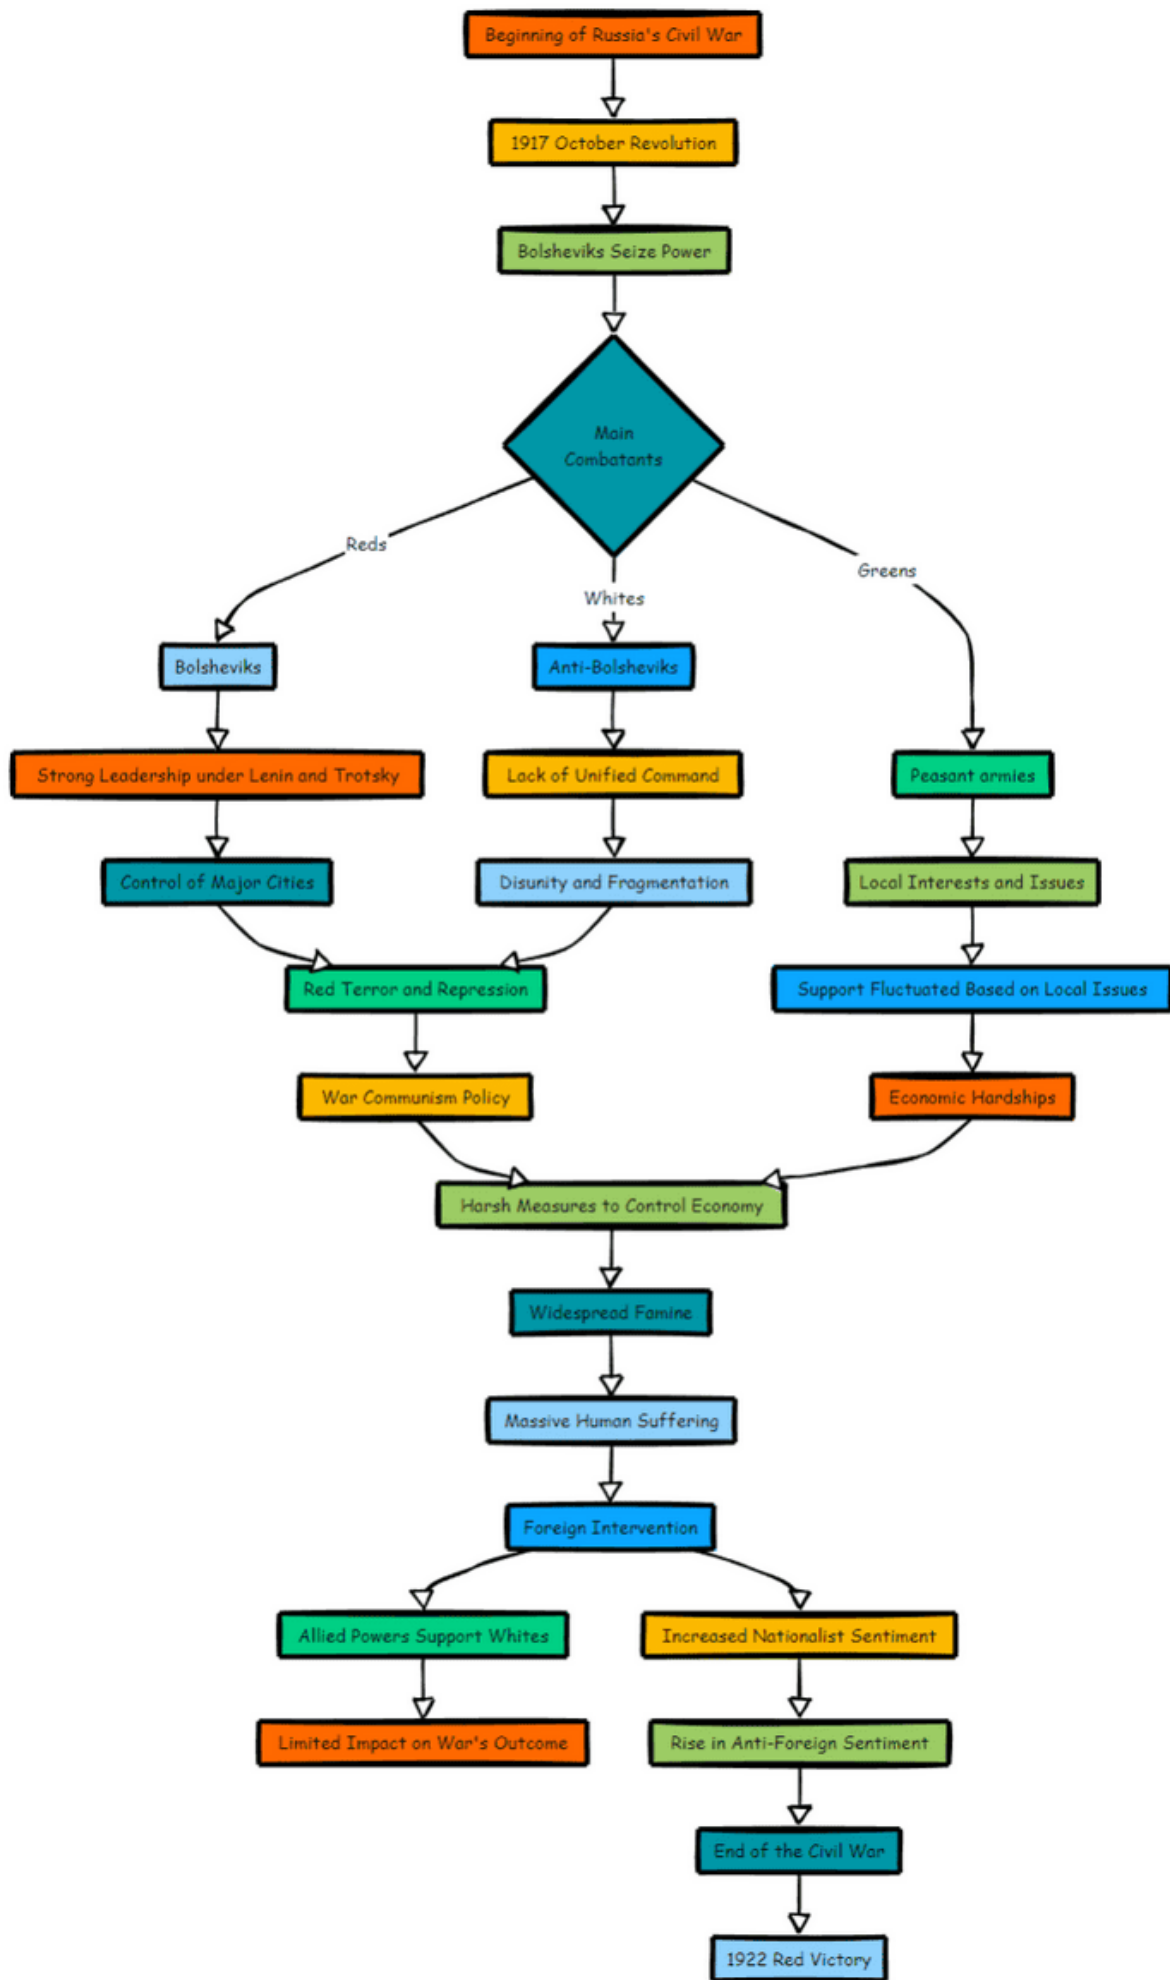 Beginning of Russia's Civil War
1917 October Revolution
Bolsheviks Seize Power
Main
Combatants
Reds
Whites
Greens
Bolsheviks
Anti-Bolsheviks
Strong Leadership under Lenin and Trotsky
Lack of Unified Command
Peasant armies
Control of Major Cities
Disunity and Fragmentation
Local Interests and Issues
Red Terror and Repression
Support Fluctuated Based on Local Issues
War Communism Policy
Economic Hardships
Harsh Measures to Control Economy
Widespread Famine
Massive Human Suffering
Foreign Intervention
Allied Powers Support Whites
Increased Nationalist Sentiment
Limited Impact on War's Outcome
Rise in Anti-Foreign Sentiment
End of the Civil War
1922 Red Victory